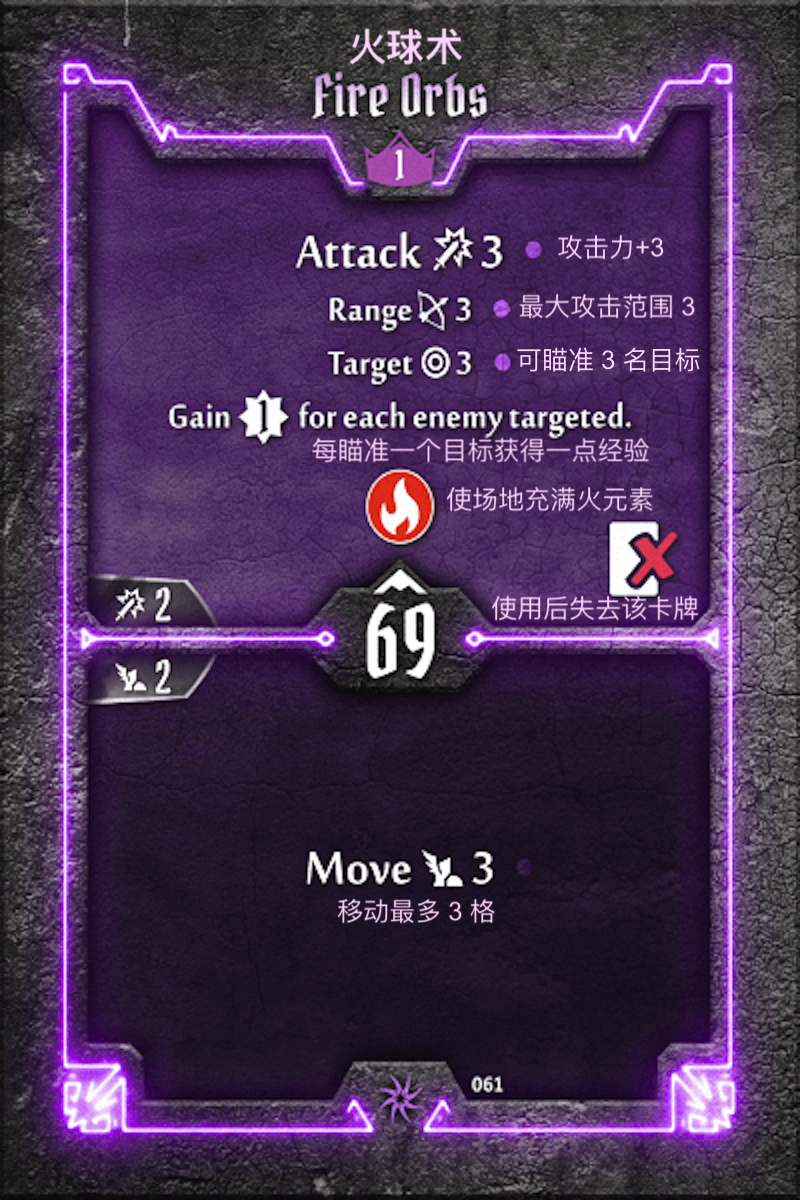 火球术
Fire Orbs
1
Attack 3 攻击力+3
Range 3 最大攻击范围 3
Target 3 可瞄准 3 名目标
Gain 1 for each enemy targeted.
每瞄准一个目标获得一点经验
使场地充满火元素
使用后失去该卡牌
2
69
2
Move 3
移动最多 3 格
061